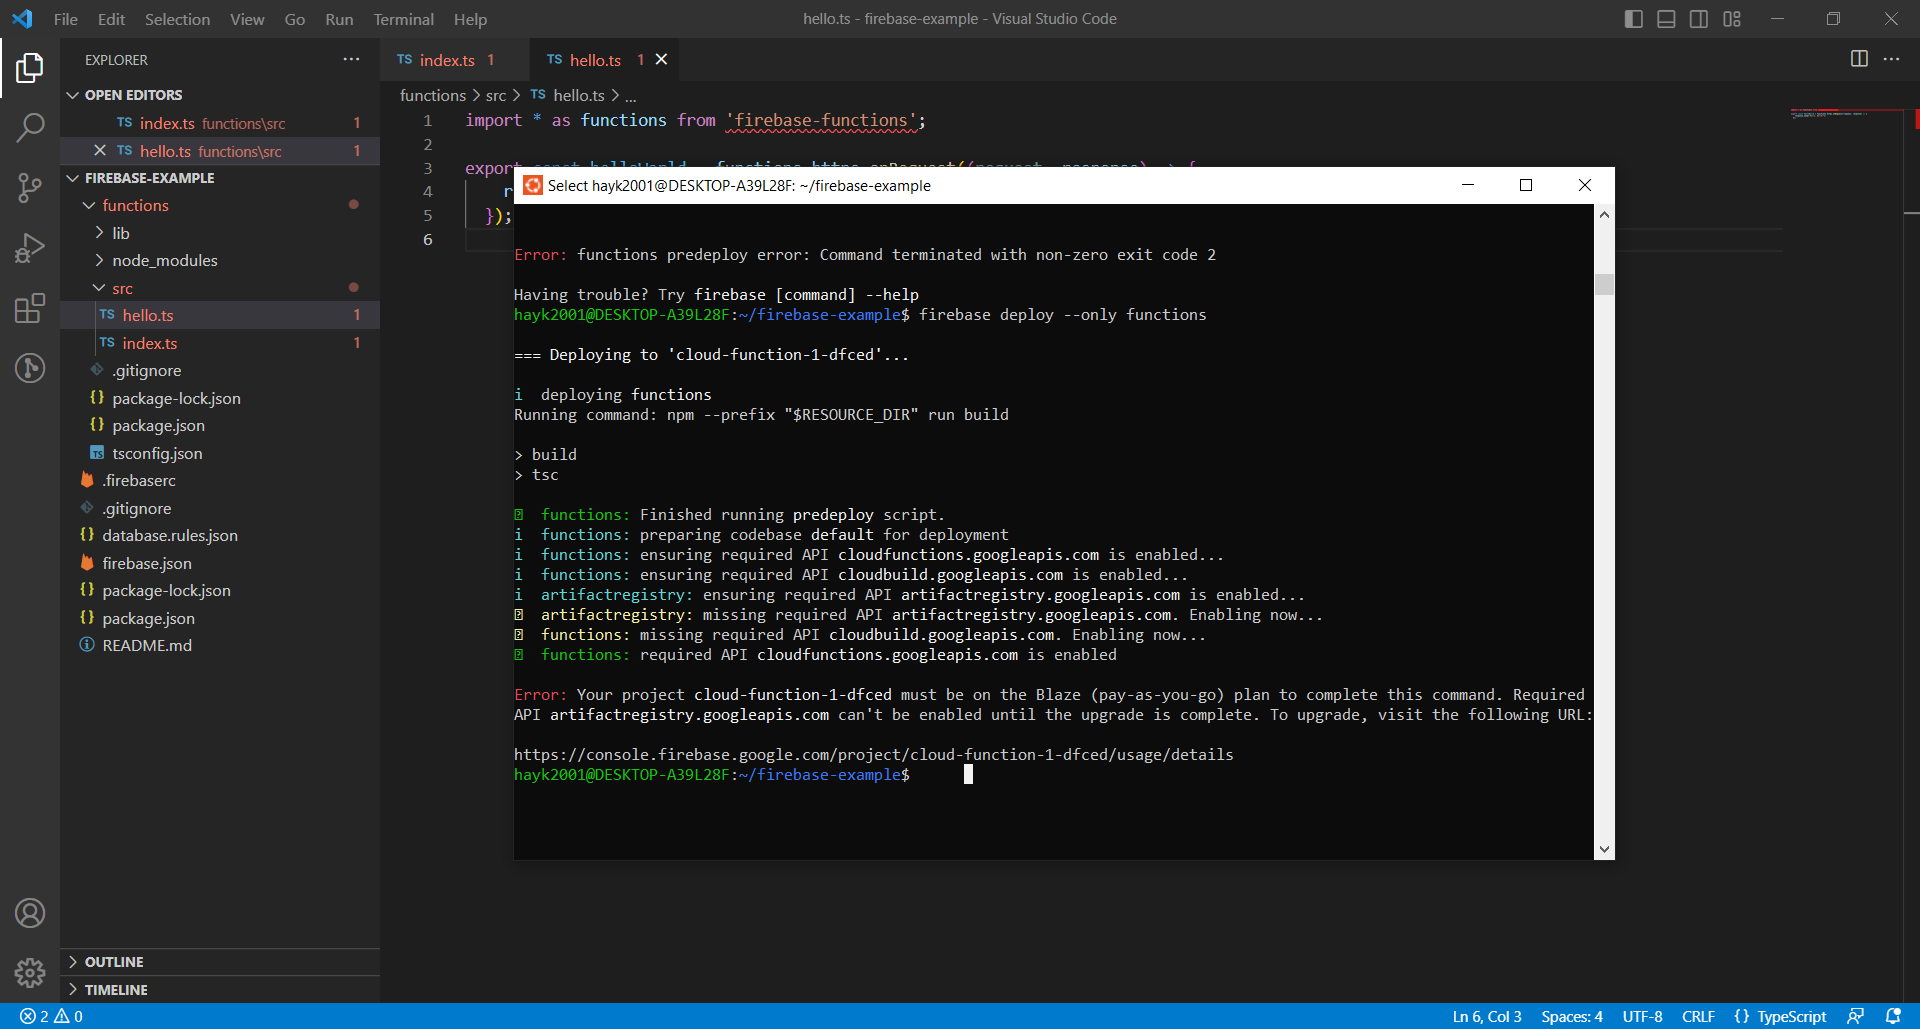 File Edit Selection View Go Run Terminal Help
hello.ts - firebase-example - Visual Studio Code
EXPLORER
TS index.ts 1
TS hello.ts 1
OPEN EDITORS
TS index.ts functions\src 1
TS hello.ts functions\src 1
FIREBASE-EXAMPLE
functions
lib
node_modules
src
TS hello.ts 1
TS index.ts 1
.gitignore
{} package-lock.json
{} package.json
TS tsconfig.json
.firebaserc
.gitignore
{} database.rules.json
firebase.json
{} package-lock.json
{} package.json
README.md
OUTLINE
TIMELINE
functions > src > TS hello.ts > ...
1 import * as functions from 'firebase-functions';
2
3 export const helloWorld = functions.https.onRequest((request, response) => {
4 r
5 });
6
Select hayk2001@DESKTOP-A39L28F: ~/firebase-example
Error: functions predeploy error: Command terminated with non-zero exit code 2
Having trouble? Try firebase [command] --help
hayk2001@DESKTOP-A39L28F:~/firebase-example$ firebase deploy --only functions
=== Deploying to 'cloud-function-1-dfced'...
i deploying functions
Running command: npm --prefix "$RESOURCE_DIR" run build
> build
> tsc
functions: Finished running predeploy script.
i functions: preparing codebase default for deployment
i functions: ensuring required API cloudfunctions.googleapis.com is enabled...
i functions: ensuring required API cloudbuild.googleapis.com is enabled...
i artifactregistry: ensuring required API artifactregistry.googleapis.com is enabled...
artifactregistry: missing required API artifactregistry.googleapis.com. Enabling now...
functions: missing required API cloudbuild.googleapis.com. Enabling now...
functions: required API cloudfunctions.googleapis.com is enabled
Error: Your project cloud-function-1-dfced must be on the Blaze (pay-as-you-go) plan to complete this command. Required
API artifactregistry.googleapis.com can't be enabled until the upgrade is complete. To upgrade, visit the following URL:
https://console.firebase.google.com/project/cloud-function-1-dfced/usage/details
hayk2001@DESKTOP-A39L28F:~/firebase-example$
2 0
Ln 6, Col 3 Spaces: 4 UTF-8 CRLF {} TypeScript